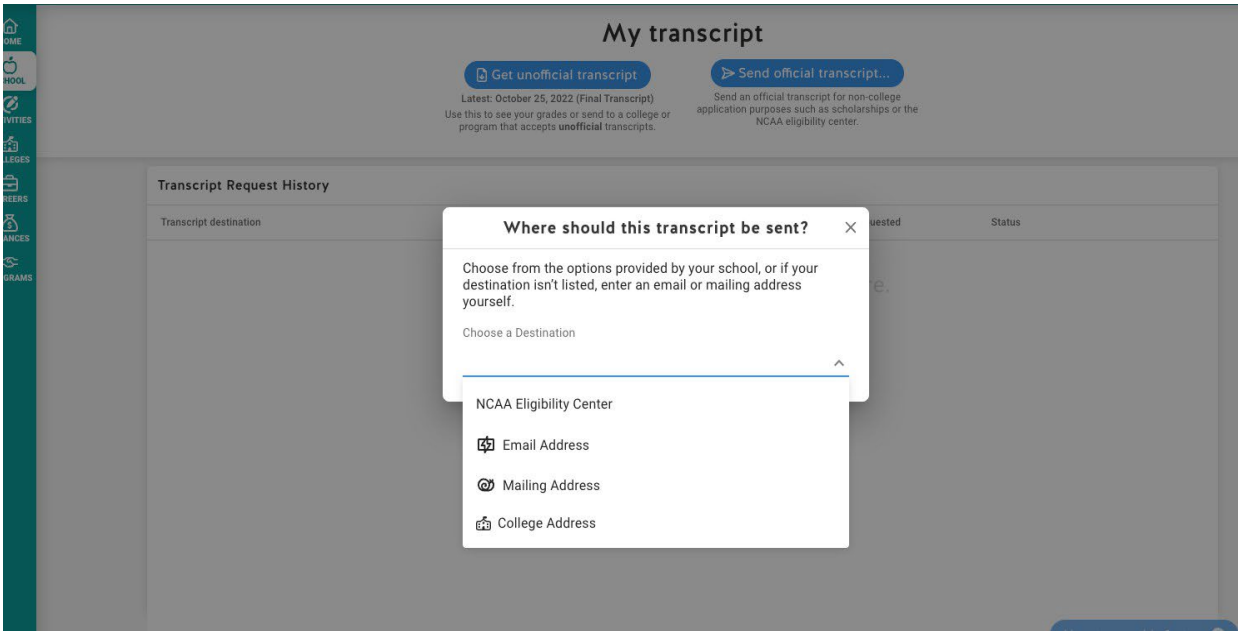 My transcript
Get unofficial transcript
Send official transcript...
Latest: October 25, 2022 (Final Transcript)
Use this to see your grades or send to a college or
program that accepts unofficial transcripts.
Send an official transcript for non-college
application purposes such as scholarships or the
NCAA eligibility center.
OME
HOOL
IVITIES
LLEGES
REERS
ANCES
GRAMS
Transcript Request History
Transcript destination
uested
Status
Where should this transcript be sent?
Choose from the options provided by your school, or if your
destination isn't listed, enter an email or mailing address
yourself.
re.
Choose a Destination
NCAA Eligibility Center
Email Address
Mailing Address
College Address